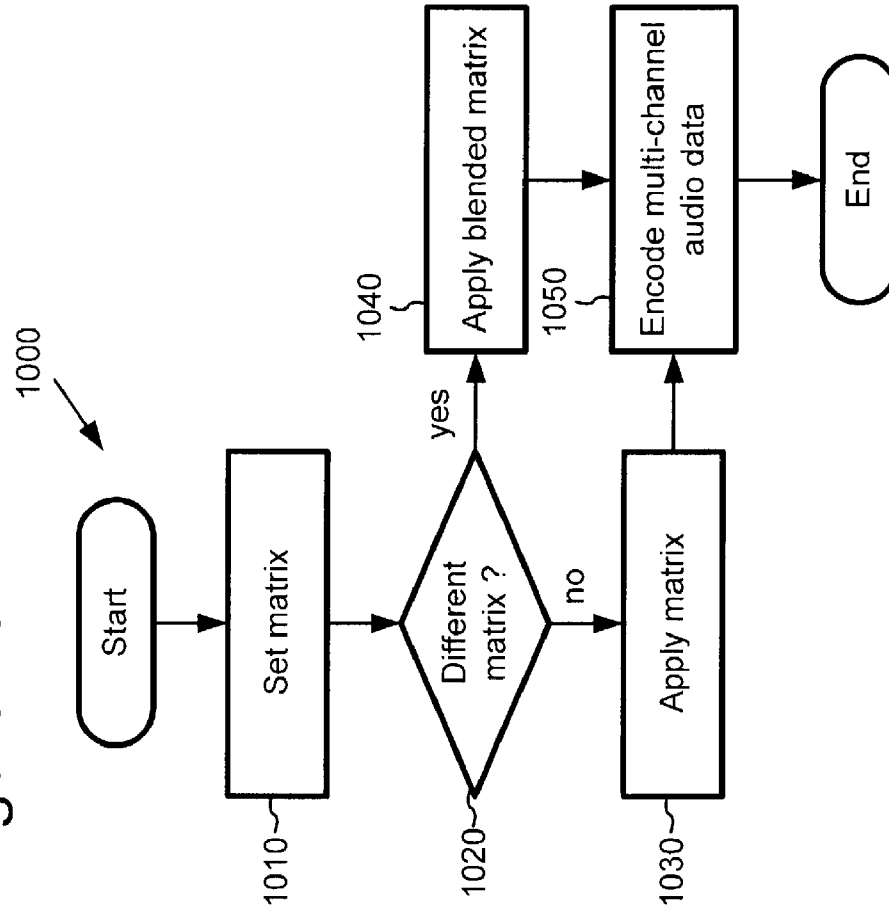 1000
Start
1010
Set matrix
1020
Different
matrix ?
yes
no
1040
Apply blended matrix
1030
Apply matrix
1050
Encode multi-channel
audio data
End